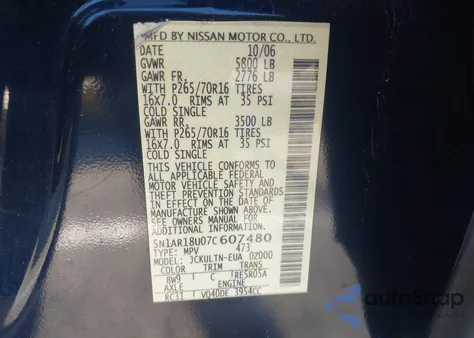 MFD BY NISSAN MOTOR CO., LTD.
DATE 10/06
GVWR 5800 LB
GAWR FR. 2776 LB
WITH P265/70R16 TIRES
16X7.0 RIMS AT 35 PSI
COLD SINGLE
GAWR RR. 3500 LB
WITH P265/70R16 TIRES
16X7.0 RIMS AT 35 PSI
COLD SINGLE
THIS VEHICLE CONFORMS TO
ALL APPLICABLE FEDERAL
MOTOR VEHICLE SAFETY AND
THEFT PREVENTION STANDARDS
IN EFFECT ON THE DATE OF
MANUFACTURE SHOWN ABOVE.
SEE OWNERS MANUAL FOR
ADDITIONAL INFORMATION.
5N1AR18U07C607480
TYPE: MPV 473
MODEL: JCKULTN-EUA 02000
COLOR TRIM TRANS
BW9 C RE5R05A
AXLE ENGINE
RC31 VQ40DE 3954CC
autoSnap